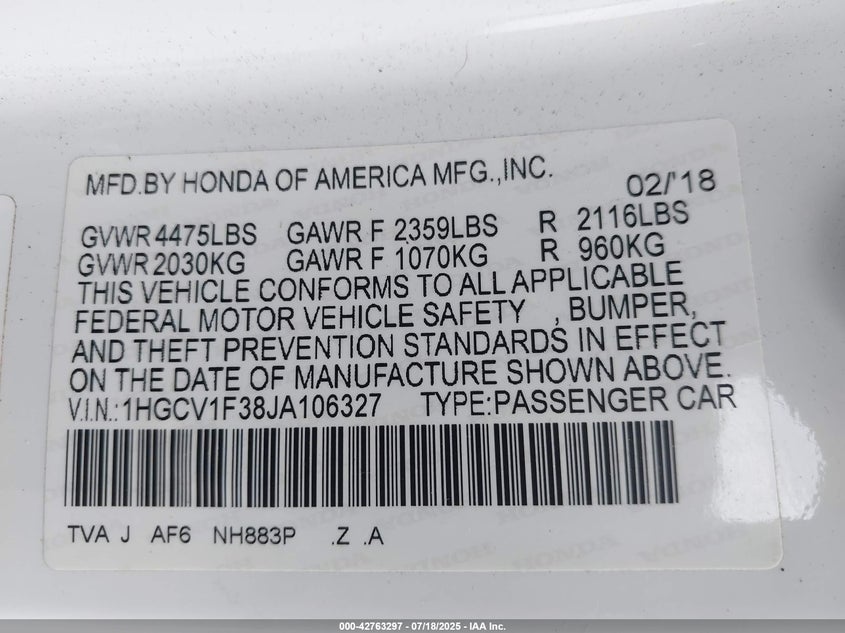 MFD.BY HONDA OF AMERICA MFG.,INC. 02/'18
GVWR 4475LBS GAWR F 2359LBS R 2116LBS
GVWR 2030KG GAWR F 1070KG R 960KG
THIS VEHICLE CONFORMS TO ALL APPLICABLE
FEDERAL MOTOR VEHICLE SAFETY , BUMPER,
AND THEFT PREVENTION STANDARDS IN EFFECT
ON THE DATE OF MANUFACTURE SHOWN ABOVE.
V.I.N.:1HGCV1F38JA106327 TYPE:PASSENGER CAR
TVA J AF6 NH883P .Z .A
000-42763297 - 07/18/2025 - IAA Inc.